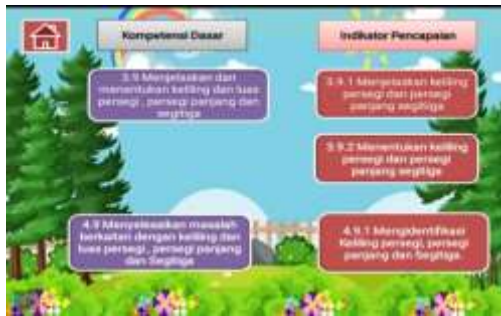 Kompetensi Dasar
Indikator Pencapaian
3.9 Menjelaskan dan
menentukan keliling dan luas
persegi , persegi panjang dan
segitiga
3.9.1 Menjelaskan keliling
persegi dan persegi
panjang segitiga
3.9.2 Menentukan keliling
persegi dan persegi
panjang segitiga
4.9 Menyelesaikan masalah
berkaitan dengan keliling dan
luas persegi , persegi panjang
dan Segitiga
4.9.1 Mengidentifikasi
Keliling persegi, persegi
panjang dan Segitiga.